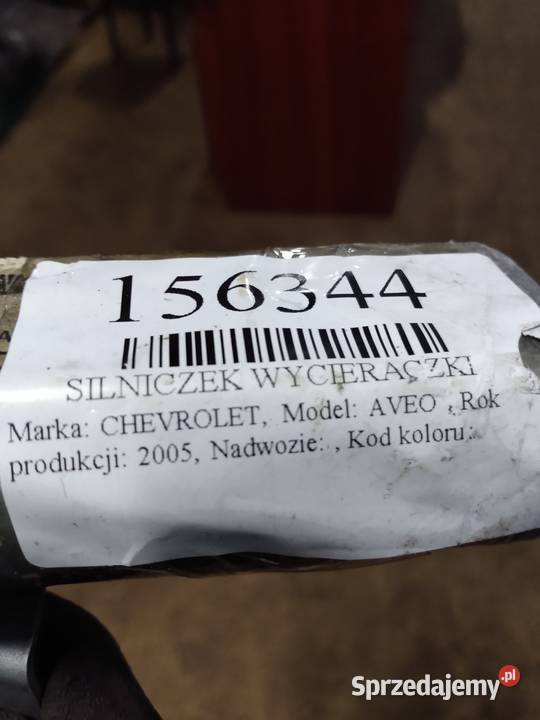 156344
SILNICZEK WYCIERACZKI
Marka: CHEVROLET, Model: AVEO , Rok
produkcji: 2005, Nadwozie: , Kod koloru:
Sprzedajemy.pl